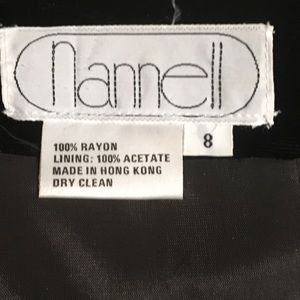 nannell
8
100% RAYON
LINING: 100% ACETATE
MADE IN HONG KONG
DRY CLEAN